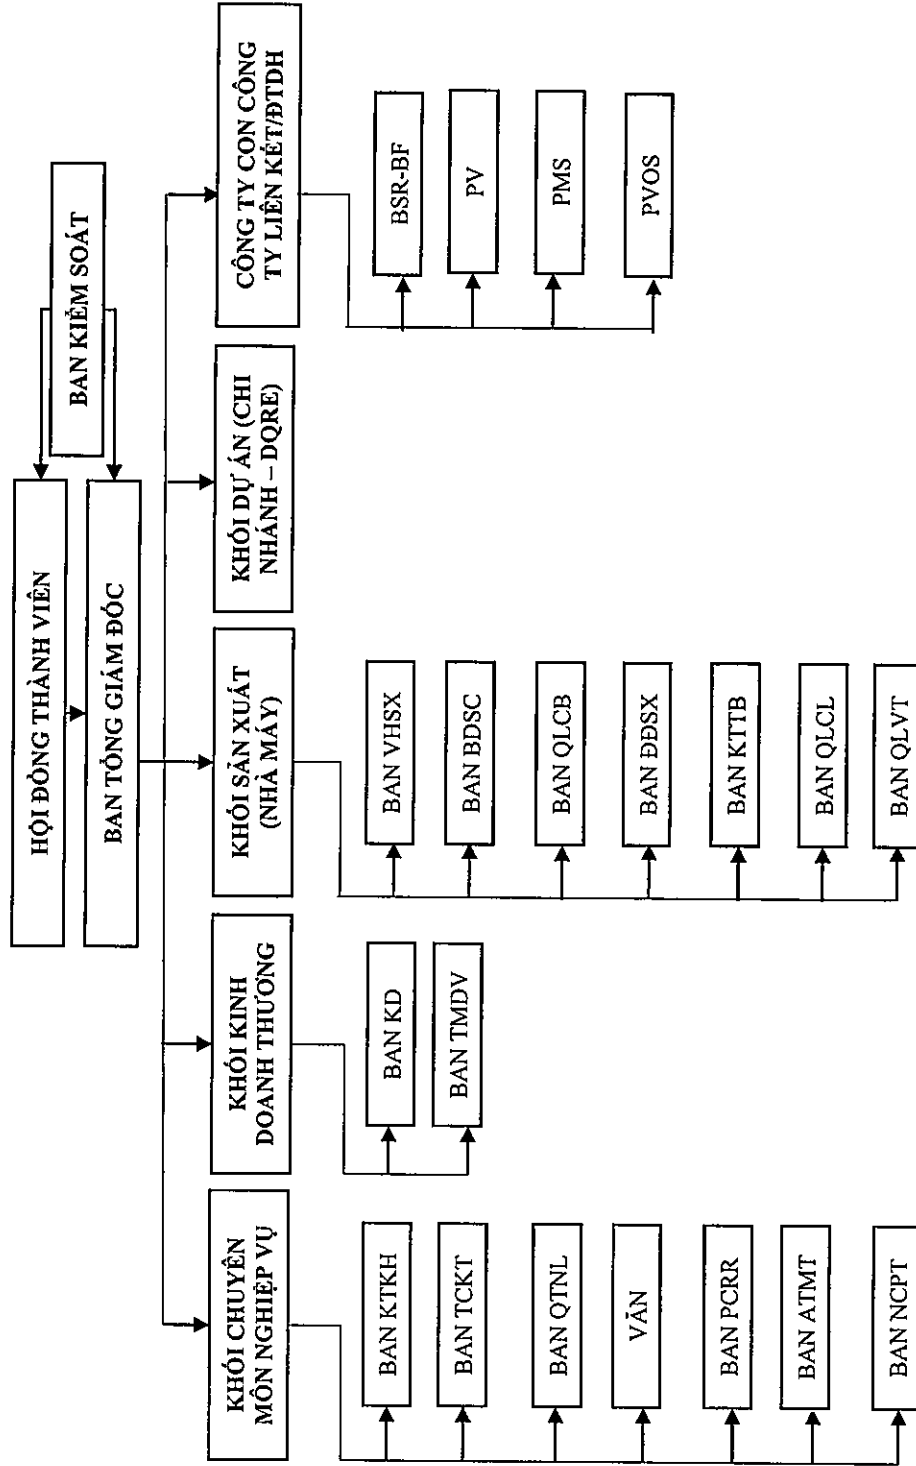 HỘI ĐỒNG THÀNH VIÊN
BAN KIỂM SOÁT
BAN TỔNG GIÁM ĐỐC
KHỐI CHUYÊN
MÔN NGHIỆP VỤ
KHỐI KINH
DOANH THƯƠNG
KHỐI SẢN XUẤT
(NHÀ MÁY)
KHỐI DỰ ÁN (CHI
NHÁNH – DQRE)
CÔNG TY CON CÔNG
TY LIÊN KẾT/ĐTDH
BAN KTKH
BAN TCKT
BAN QTNL
VĂN
BAN PCRR
BAN ATMT
BAN NCPT
BAN KD
BAN TMDV
BAN VHSX
BAN BDSC
BAN QLCB
BAN ĐĐSX
BAN KTTB
BAN QLCL
BAN QLVT
BSR-BF
PV
PMS
PVOS